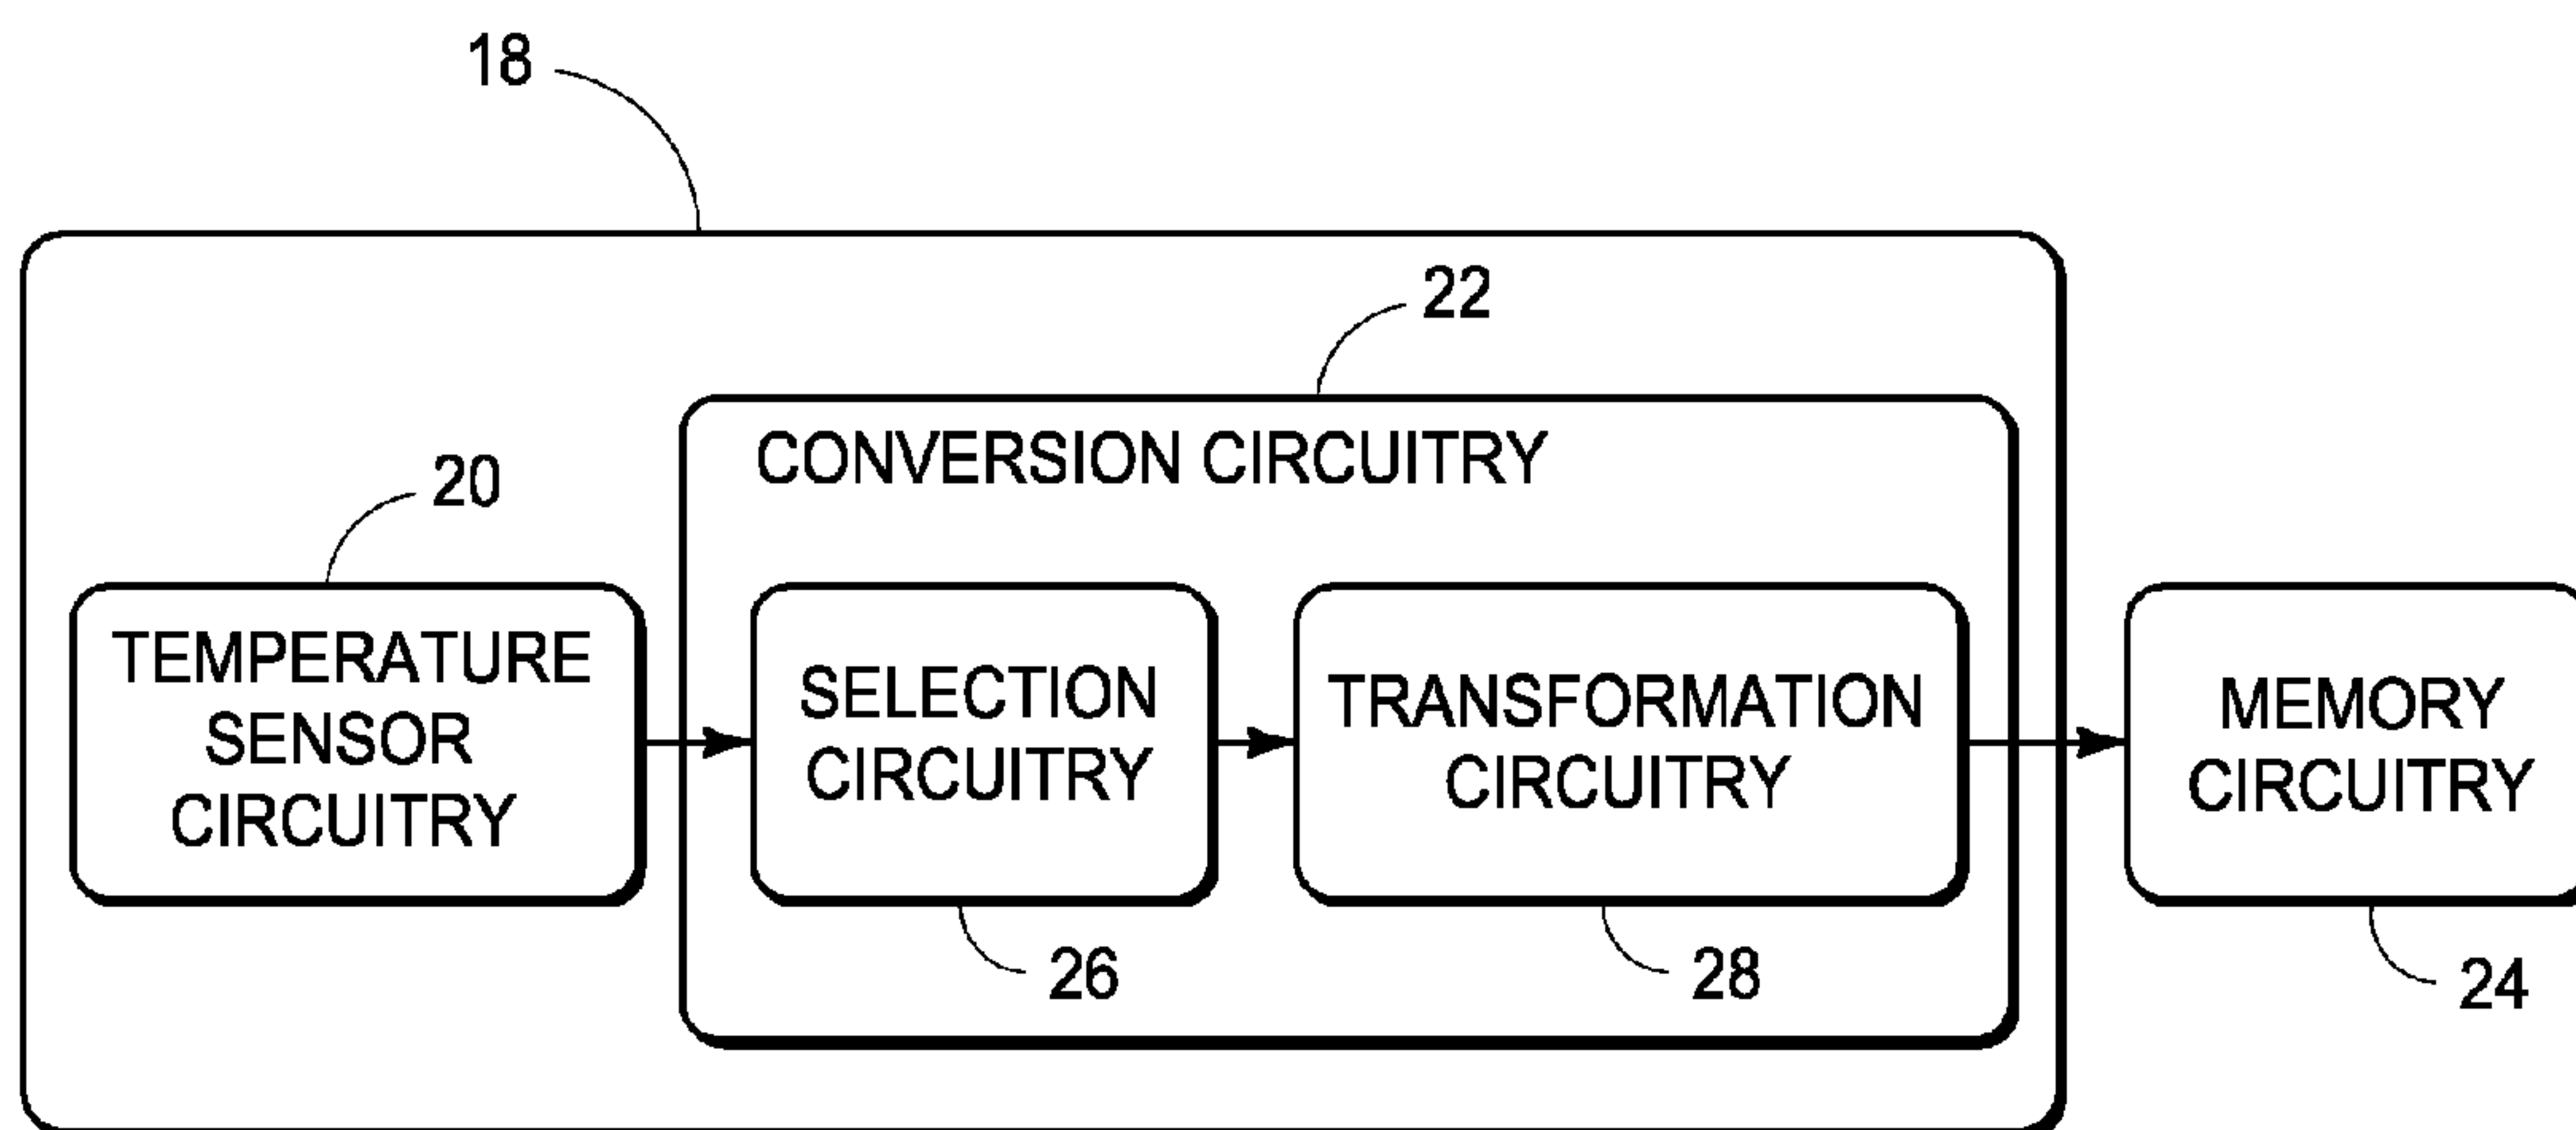 18
22
CONVERSION CIRCUITRY
20
TEMPERATURE
SENSOR
CIRCUITRY
SELECTION
CIRCUITRY
TRANSFORMATION
CIRCUITRY
MEMORY
CIRCUITRY
26
28
24